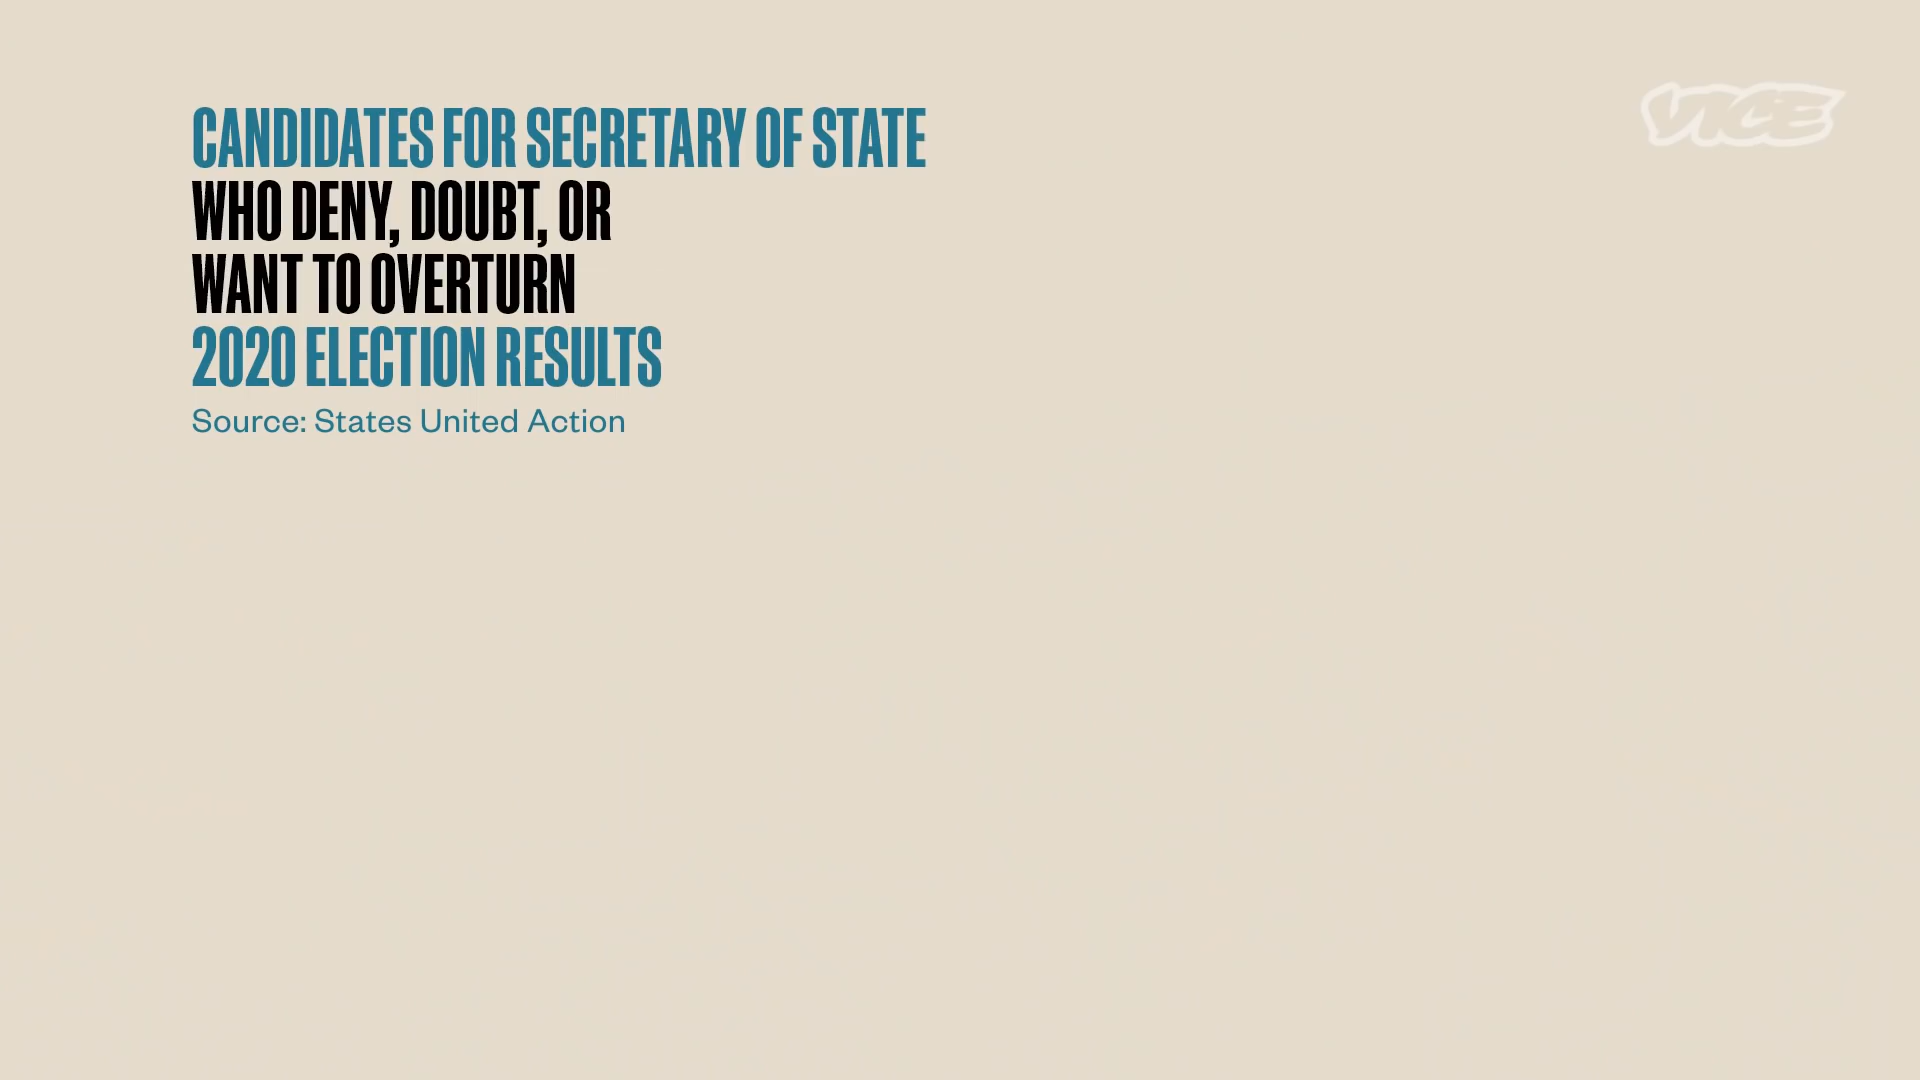 CANDIDATES FOR SECRETARY OF STATE
WHO DENY, DOUBT, OR
WANT TO OVERTURN
2020 ELECTION RESULTS
Source: States United Action
VICE